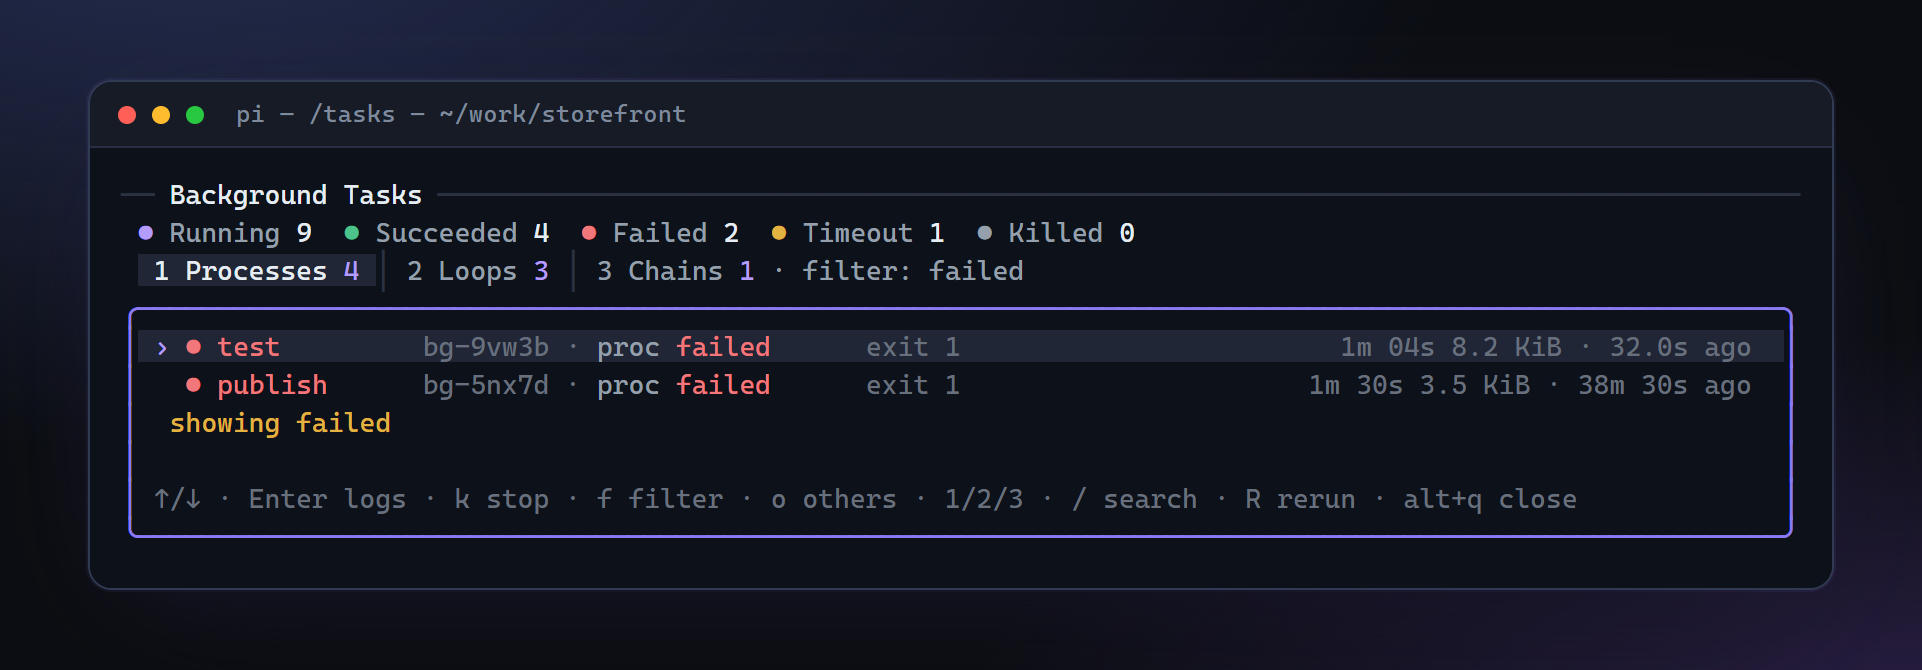 pi — /tasks — ~/work/storefront
Background Tasks
● Running 9 ● Succeeded 4 ● Failed 2 ● Timeout 1 ● Killed 0
1 Processes 4 │ 2 Loops 3 │ 3 Chains 1 · filter: failed
› ● test bg-9vw3b · proc failed exit 1 1m 04s 8.2 KiB · 32.0s ago
● publish bg-5nx7d · proc failed exit 1 1m 30s 3.5 KiB · 38m 30s ago
showing failed
↑/↓ · Enter logs · k stop · f filter · o others · 1/2/3 · / search · R rerun · alt+q close